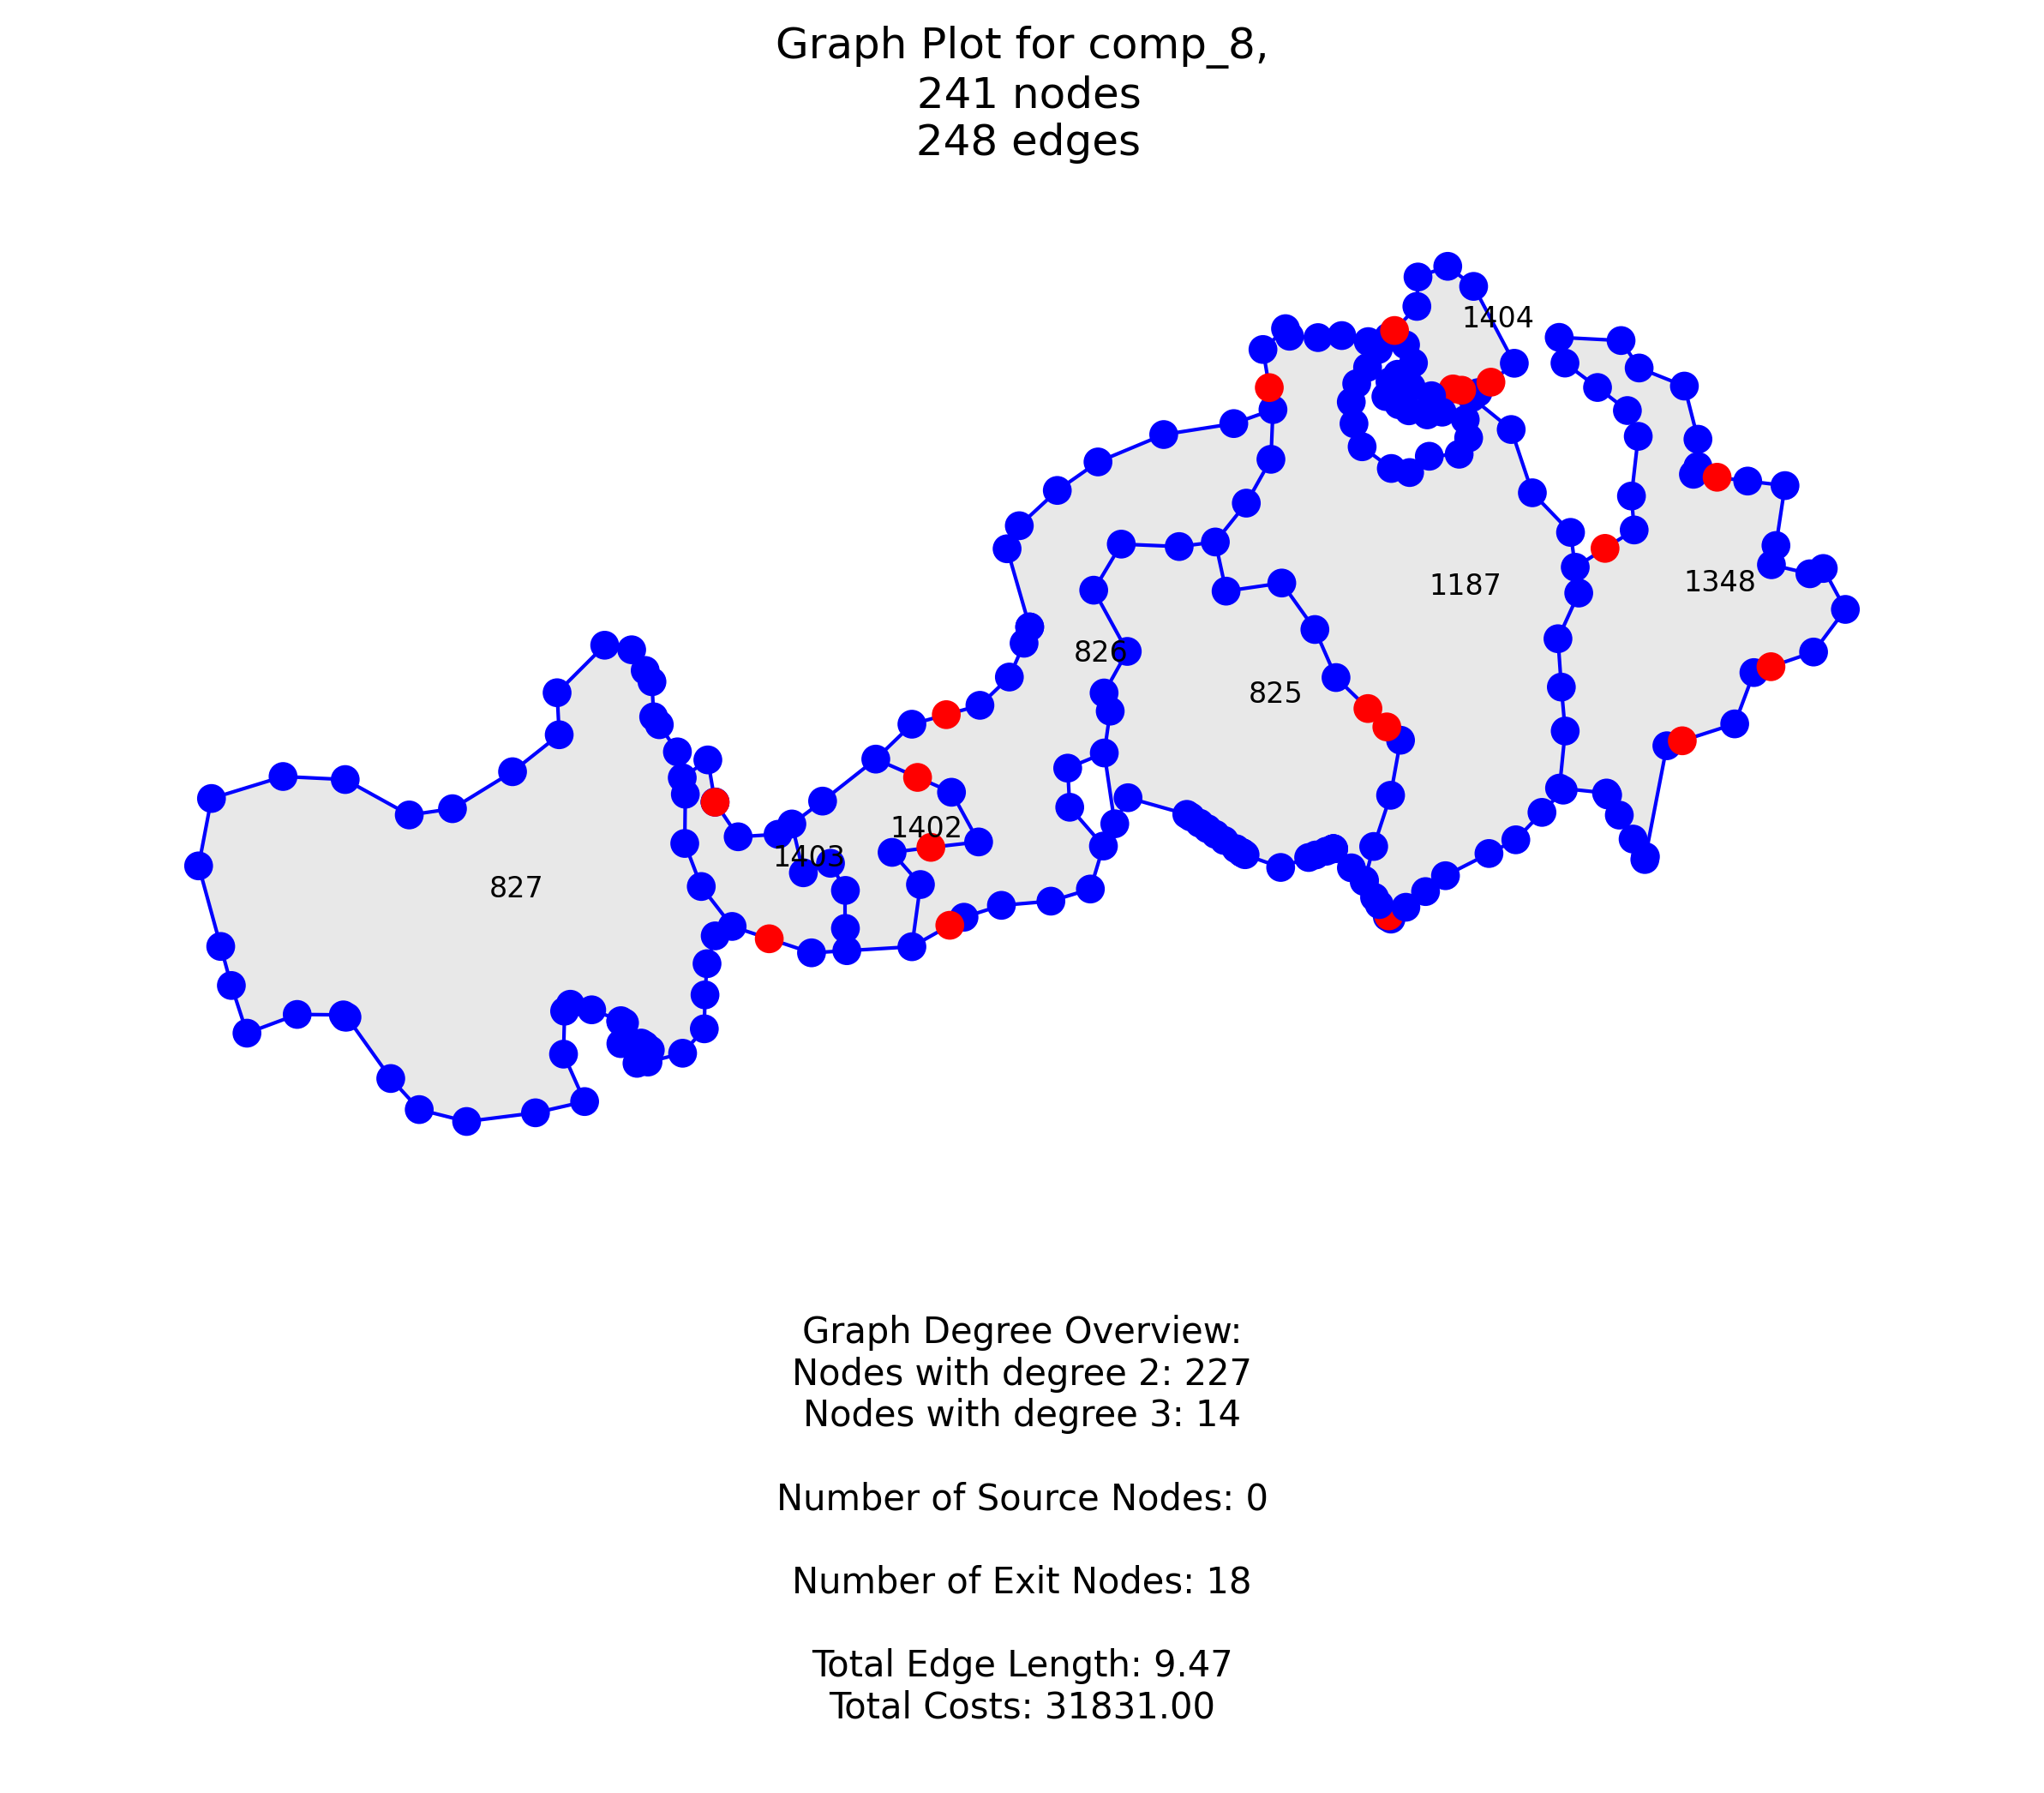 Graph Plot for comp_8,
241 nodes
248 edges
1404
1187
1348
826
825
1402
1403
827
Graph Degree Overview:
Nodes with degree 2: 227
Nodes with degree 3: 14
Number of Source Nodes: 0
Number of Exit Nodes: 18
Total Edge Length: 9.47
Total Costs: 31831.00